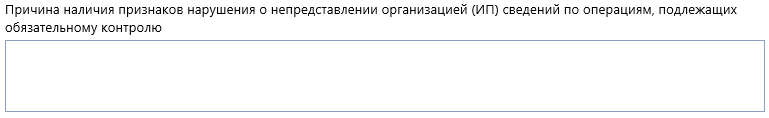 Причина наличия признаков нарушения о непредставлении организацией (ИП) сведений по операциям, подлежащих
обязательному контролю